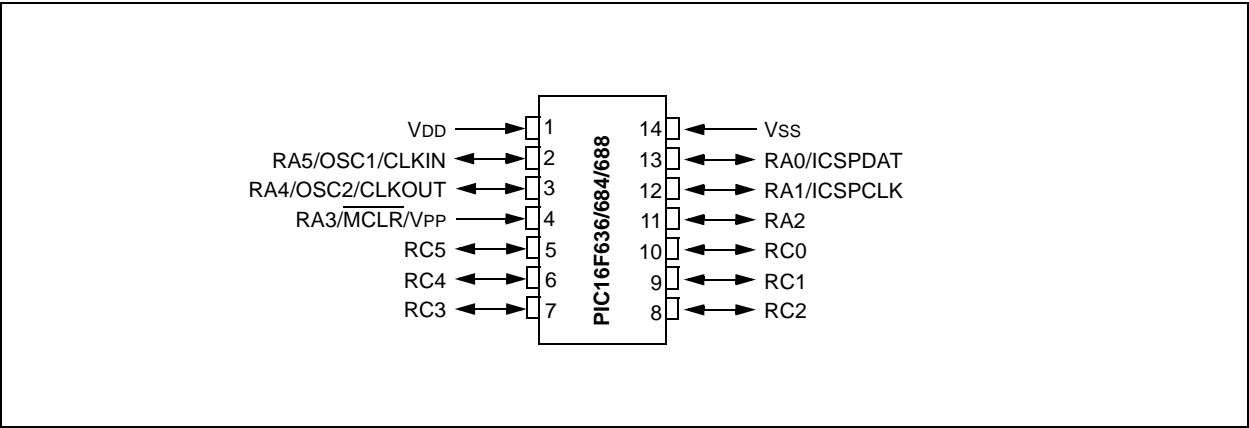 VDD 1 14 VSS
RA5/OSC1/CLKIN 2 13 RA0/ICSPDAT
RA4/OSC2/CLKOUT 3 12 RA1/ICSPCLK
RA3/MCLR/VPP 4 11 RA2
RC5 5 10 RC0
RC4 6 9 RC1
RC3 7 8 RC2
PIC16F636/684/688